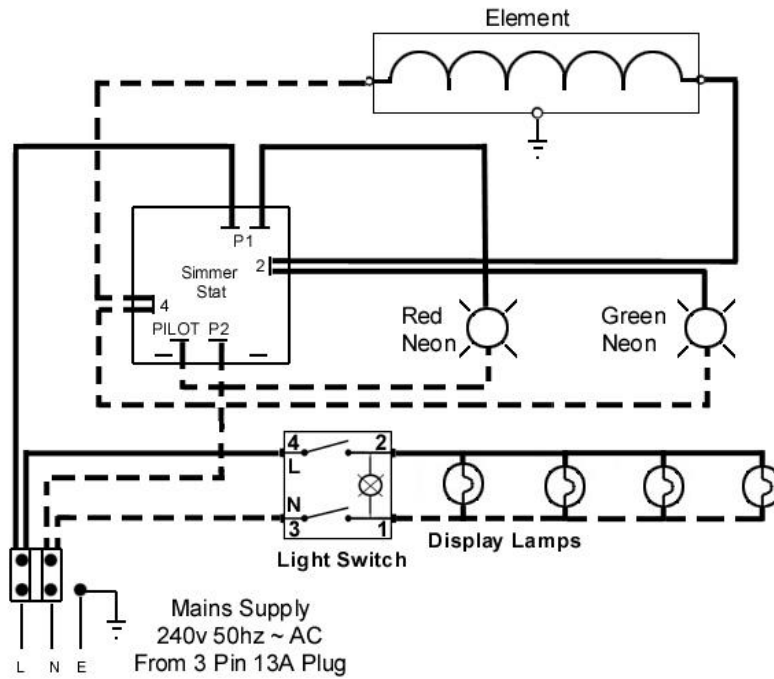 Element
P1
2
Simmer
Stat
4
PILOT P2
Red
Neon
Green
Neon
4 2
L
N
3 1
Light Switch
Display Lamps
Mains Supply
240v 50hz ~ AC
From 3 Pin 13A Plug
L N E